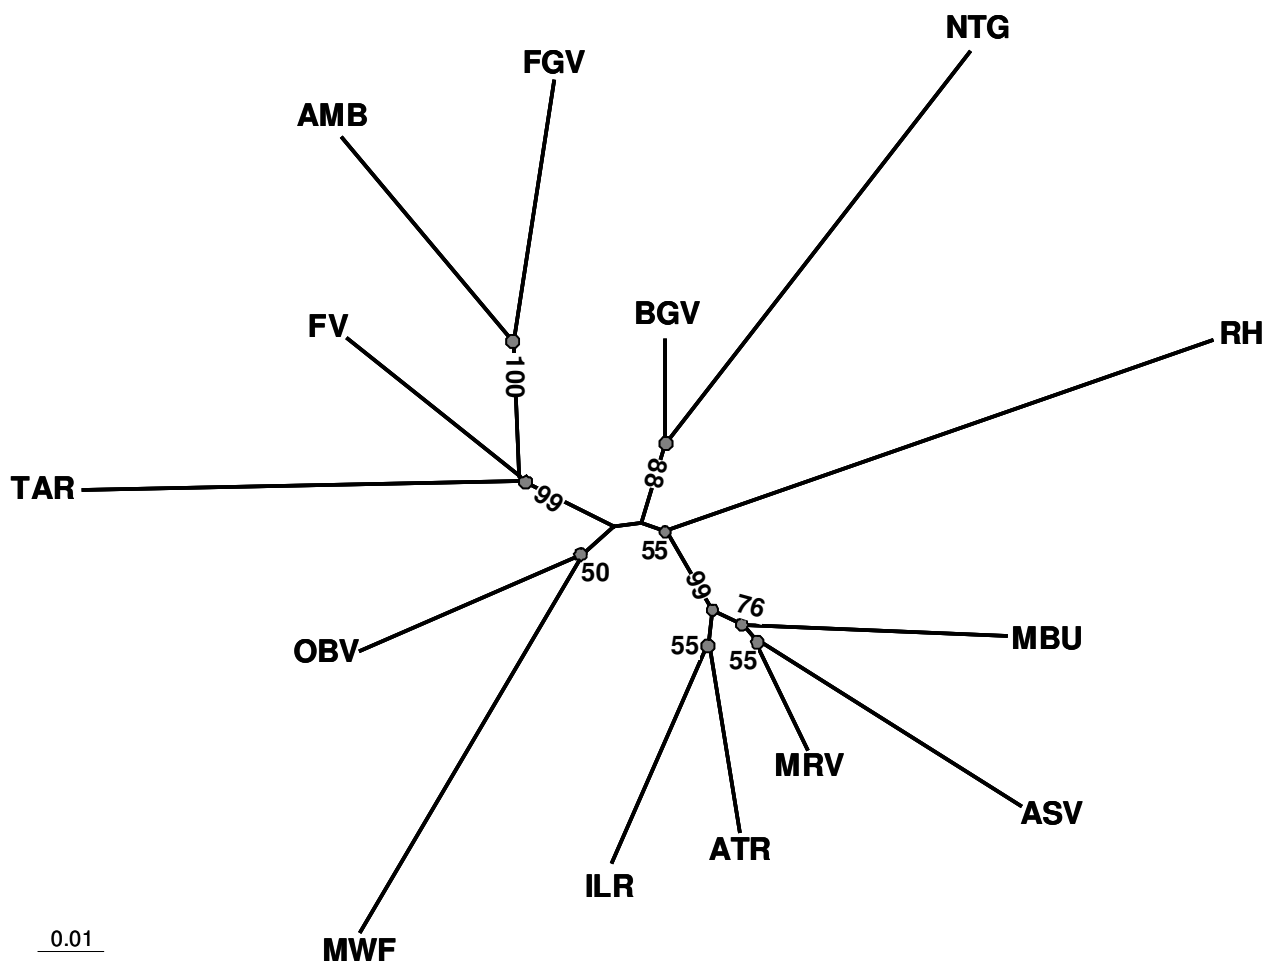 NTG
FGV
AMB
BGV
FV
RH
100
88
TAR
99
55
50
99
76
OBV
55
55
MBU
MRV
ASV
ATR
ILR
0.01
MWF